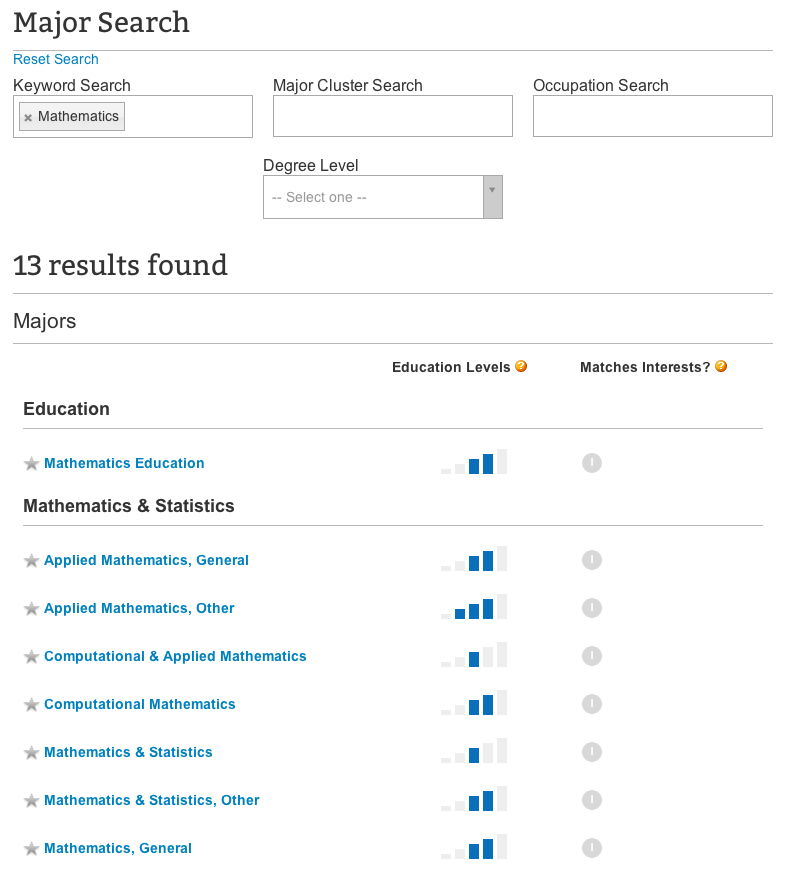 Major Search
Reset Search
Keyword Search Major Cluster Search Occupation Search
× Mathematics
Degree Level
-- Select one --
13 results found
Majors
Education Levels ? Matches Interests? ?
Education
Mathematics Education I
Mathematics & Statistics
Applied Mathematics, General I
Applied Mathematics, Other I
Computational & Applied Mathematics I
Computational Mathematics I
Mathematics & Statistics I
Mathematics & Statistics, Other I
Mathematics, General I